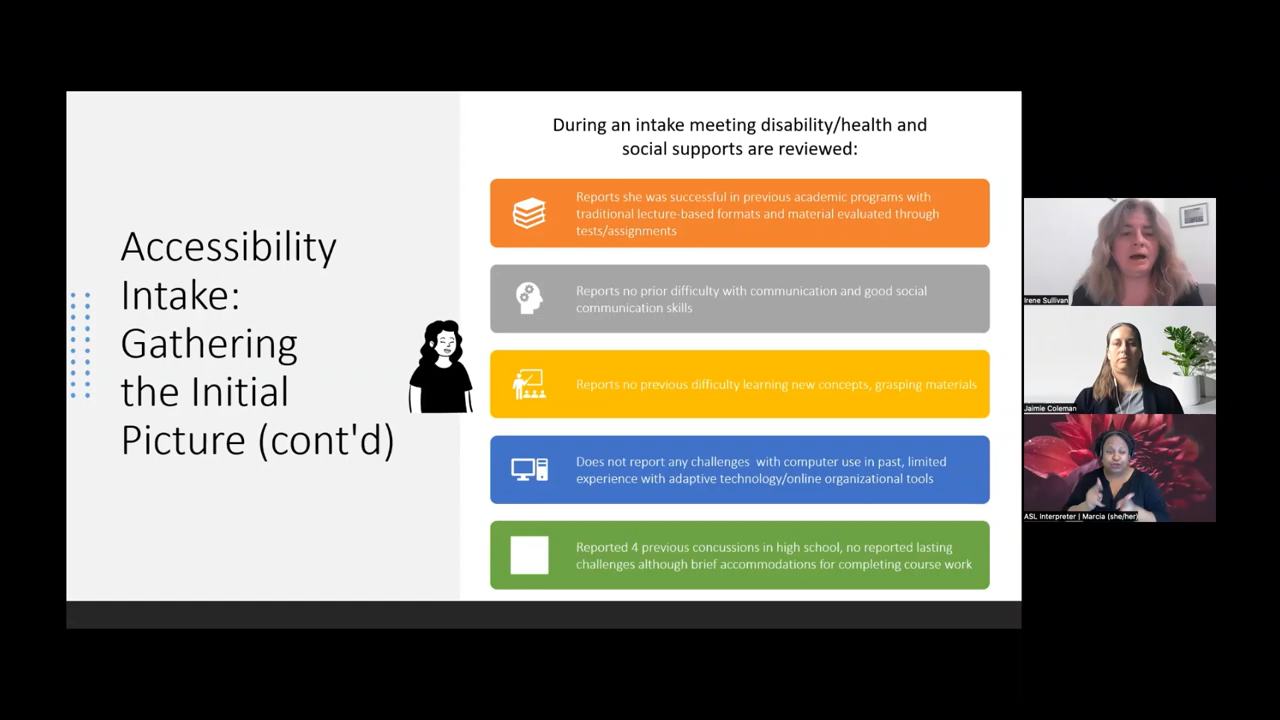 Accessibility
Intake:
Gathering
the Initial
Picture (cont'd)
During an intake meeting disability/health and
social supports are reviewed:
Reports she was successful in previous academic programs with
traditional lecture-based formats and material evaluated through
tests/assignments
Reports no prior difficulty with communication and good social
communication skills
Reports no previous difficulty learning new concepts, grasping materials
Does not report any challenges  with computer use in past, limited
experience with adaptive technology/online organizational tools
Reported 4 previous concussions in high school, no reported lasting
challenges although brief accommodations for completing course work
Irene Sullivan
Jaimie Coleman
ASL Interpreter | Marcia (she/her)